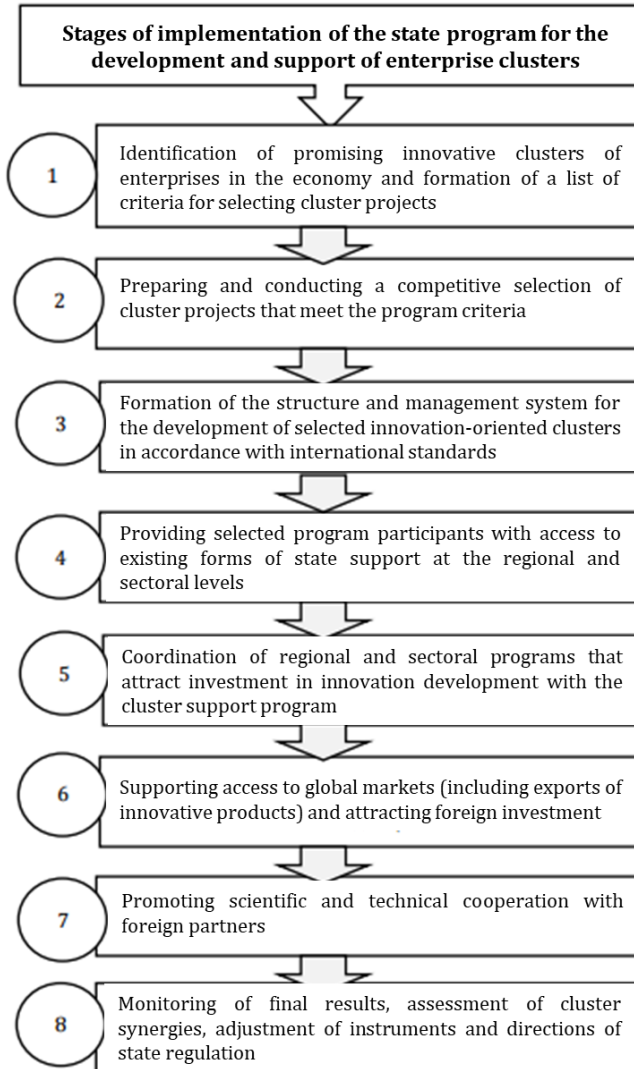 Stages of implementation of the state program for the
development and support of enterprise clusters
1
Identification of promising innovative clusters of
enterprises in the economy and formation of a list of
criteria for selecting cluster projects
2
Preparing and conducting a competitive selection of
cluster projects that meet the program criteria
3
Formation of the structure and management system for
the development of selected innovation-oriented clusters
in accordance with international standards
4
Providing selected program participants with access to
existing forms of state support at the regional and
sectoral levels
5
Coordination of regional and sectoral programs that
attract investment in innovation development with the
cluster support program
6
Supporting access to global markets (including exports of
innovative products) and attracting foreign investment
7
Promoting scientific and technical cooperation with
foreign partners
8
Monitoring of final results, assessment of cluster
synergies, adjustment of instruments and directions of
state regulation